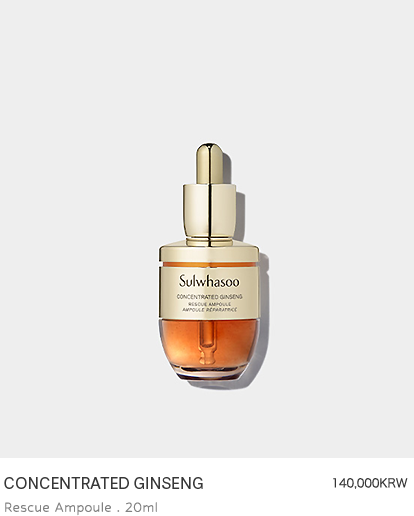 Sulwhasoo
CONCENTRATED GINSENG
RESCUE AMPOULE
AMPOULE RÉPARATRICE
CONCENTRATED GINSENG 140,000KRW
Rescue Ampoule . 20ml